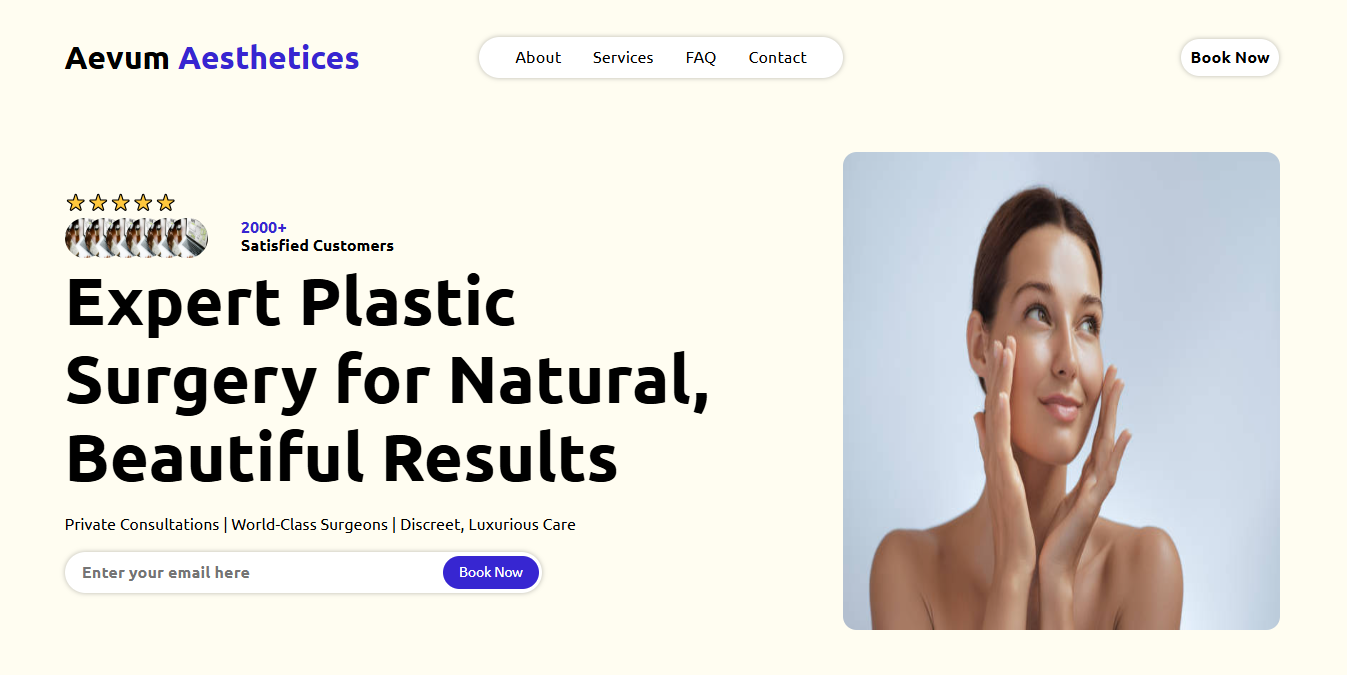 Aevum Aesthetices
About Services FAQ Contact
Book Now
2000+
Satisfied Customers
Expert Plastic
Surgery for Natural,
Beautiful Results
Private Consultations | World-Class Surgeons | Discreet, Luxurious Care
Enter your email here
Book Now